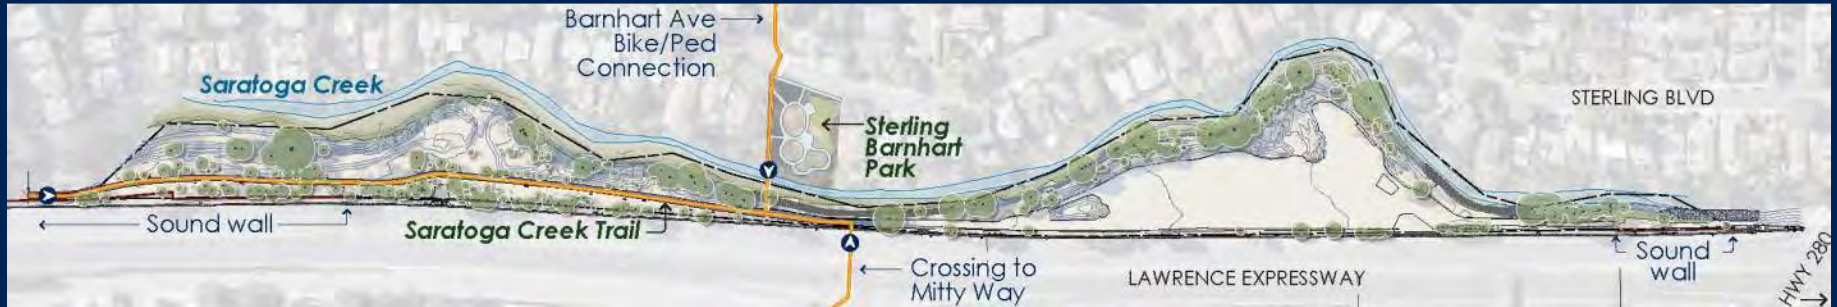 Barnhart Ave
Bike/Ped
Connection
Saratoga Creek
STERLING BLVD
Sterling
Barnhart
Park
Sound wall
Saratoga Creek Trail
Crossing to
Mitty Way
LAWRENCE EXPRESSWAY
Sound
wall
HWY 280